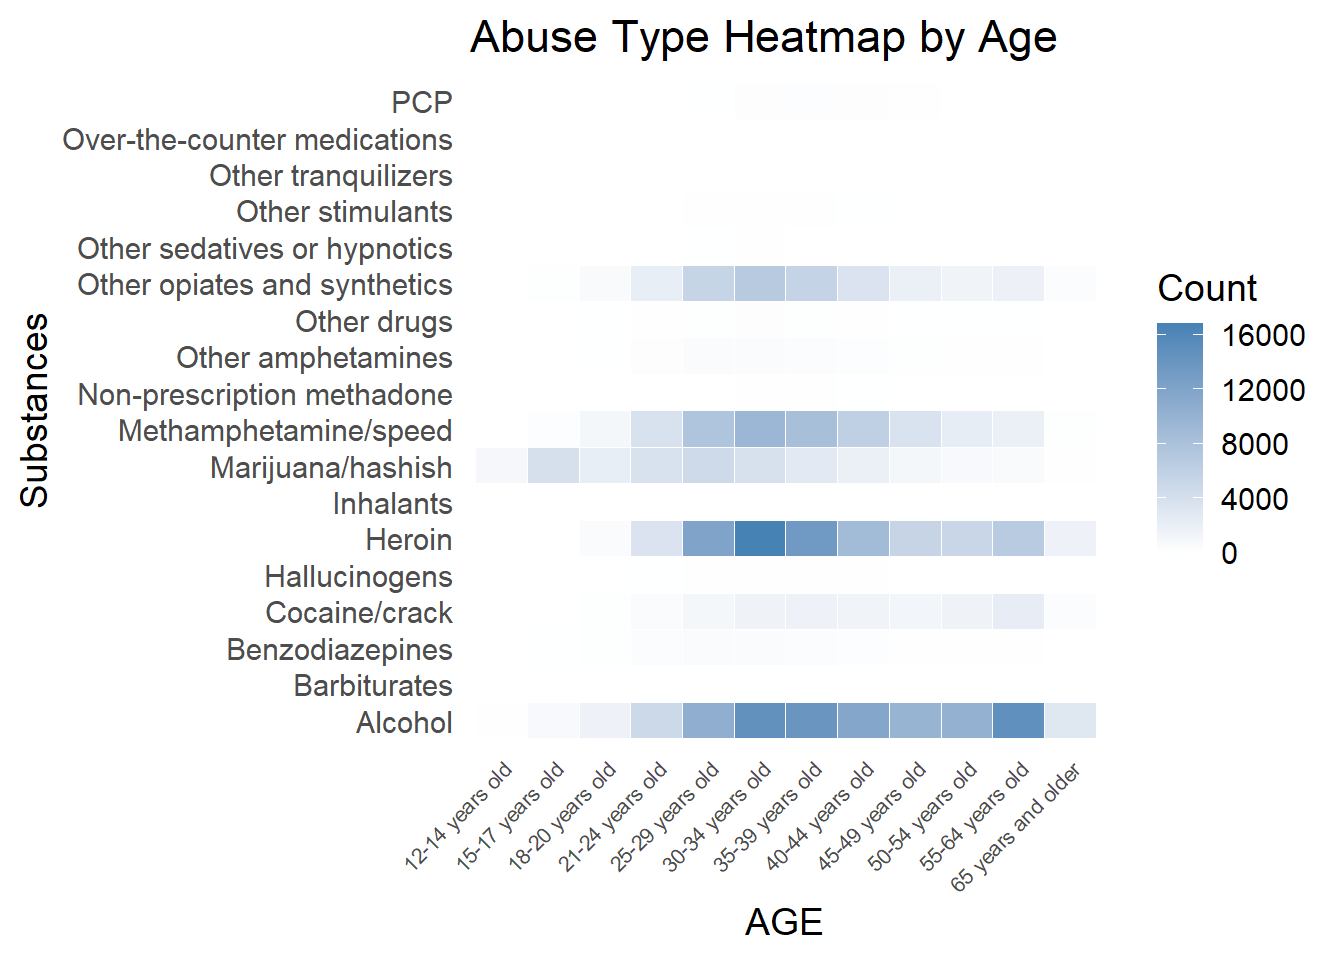 Abuse Type Heatmap by Age
Substances
PCP
Over-the-counter medications
Other tranquilizers
Other stimulants
Other sedatives or hypnotics
Other opiates and synthetics
Other drugs
Other amphetamines
Non-prescription methadone
Methamphetamine/speed
Marijuana/hashish
Inhalants
Heroin
Hallucinogens
Cocaine/crack
Benzodiazepines
Barbiturates
Alcohol
12-14 years old
15-17 years old
18-20 years old
21-24 years old
25-29 years old
30-34 years old
35-39 years old
40-44 years old
45-49 years old
50-54 years old
55-64 years old
65 years and older
AGE
Count
16000
12000
8000
4000
0